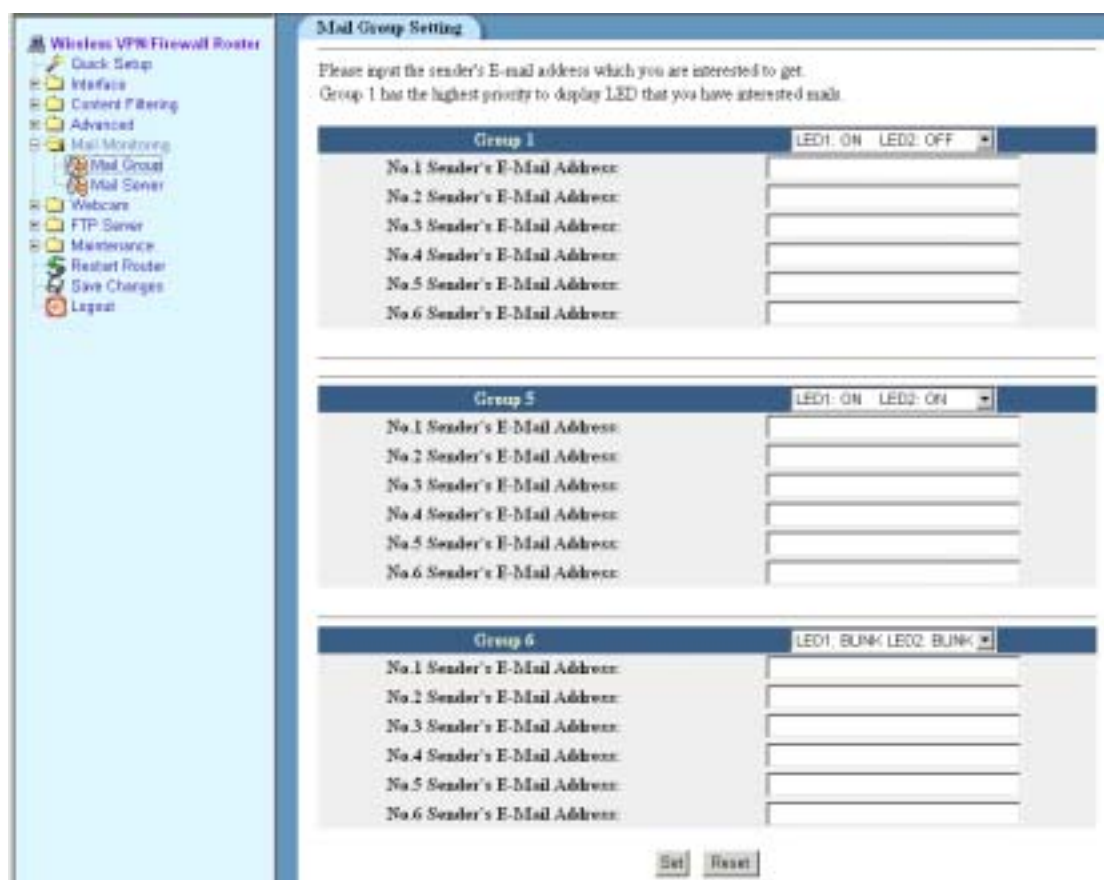 Wireless VPN/Firewall Router
Quick Setup
Interface
Content Filtering
Advanced
Mail Monitoring
Mail Group
Mail Server
Webcam
FTP Server
Maintenance
Restart Router
Save Changes
Logout
Mail Group Setting
Please input the sender's E-mail address which you are interested to get.
Group 1 has the highest priority to display LED that you have interested mails.
Group 1 LED1: ON LED2: OFF
No.1 Sender's E-Mail Address:
No.2 Sender's E-Mail Address:
No.3 Sender's E-Mail Address:
No.4 Sender's E-Mail Address:
No.5 Sender's E-Mail Address:
No.6 Sender's E-Mail Address:
Group 5 LED1: ON LED2: ON
No.1 Sender's E-Mail Address:
No.2 Sender's E-Mail Address:
No.3 Sender's E-Mail Address:
No.4 Sender's E-Mail Address:
No.5 Sender's E-Mail Address:
No.6 Sender's E-Mail Address:
Group 6 LED1: BLINK LED2: BLINK
No.1 Sender's E-Mail Address:
No.2 Sender's E-Mail Address:
No.3 Sender's E-Mail Address:
No.4 Sender's E-Mail Address:
No.5 Sender's E-Mail Address:
No.6 Sender's E-Mail Address:
Set Reset